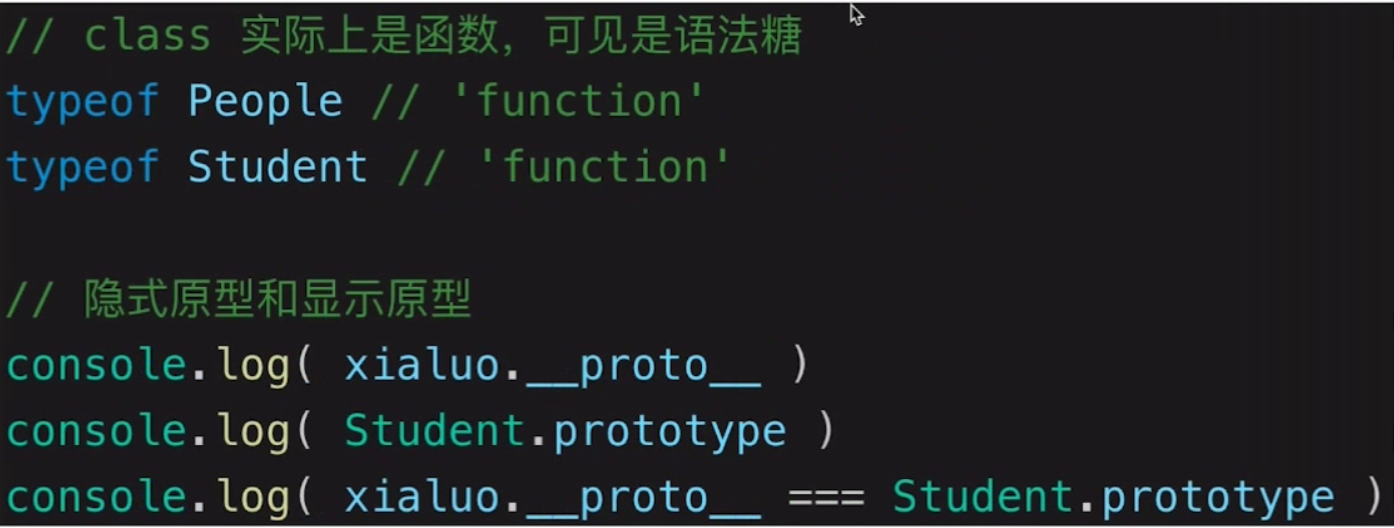 // class 实际上是函数，可见是语法糖
typeof People // 'function'
typeof Student // 'function'
// 隐式原型和显示原型
console.log( xialuo.__proto__ )
console.log( Student.prototype )
console.log( xialuo.__proto__ === Student.prototype )